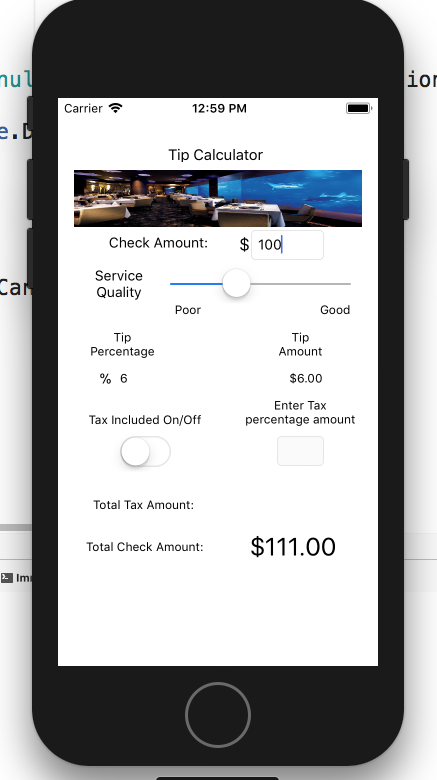 nul
ion
Carrier 12:59 PM
e.D
Tip Calculator
Check Amount: $ 100
Service
Quality
Can
Poor Good
Tip
Percentage
Tip
Amount
% 6 $6.00
Tax Included On/Off
Enter Tax
percentage amount
Total Tax Amount:
Total Check Amount: $111.00
Imm